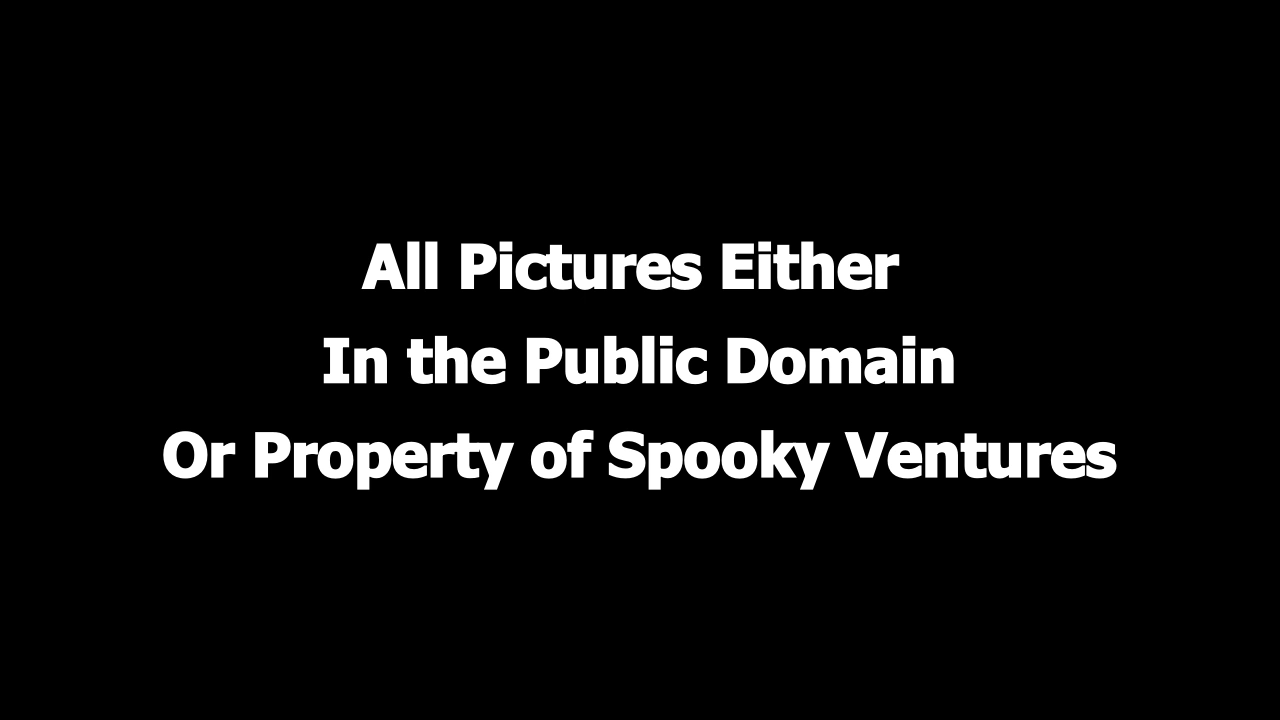 All Pictures Either
In the Public Domain
Or Property of Spooky Ventures